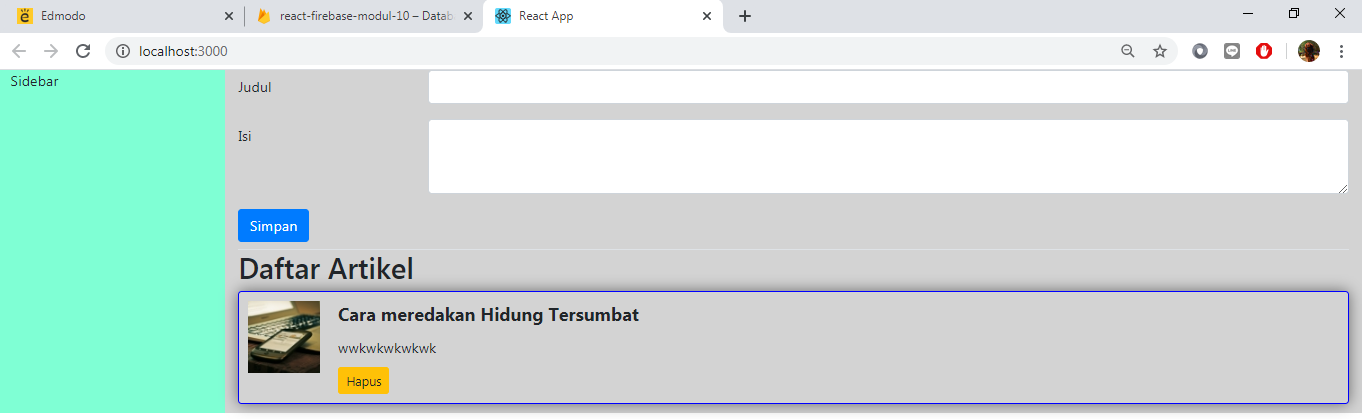 Edmodo
react-firebase-modul-10 – Datab
React App
localhost:3000
Sidebar
Judul
Isi
Simpan
Daftar Artikel
Cara meredakan Hidung Tersumbat
wwkwkwkwkwk
Hapus